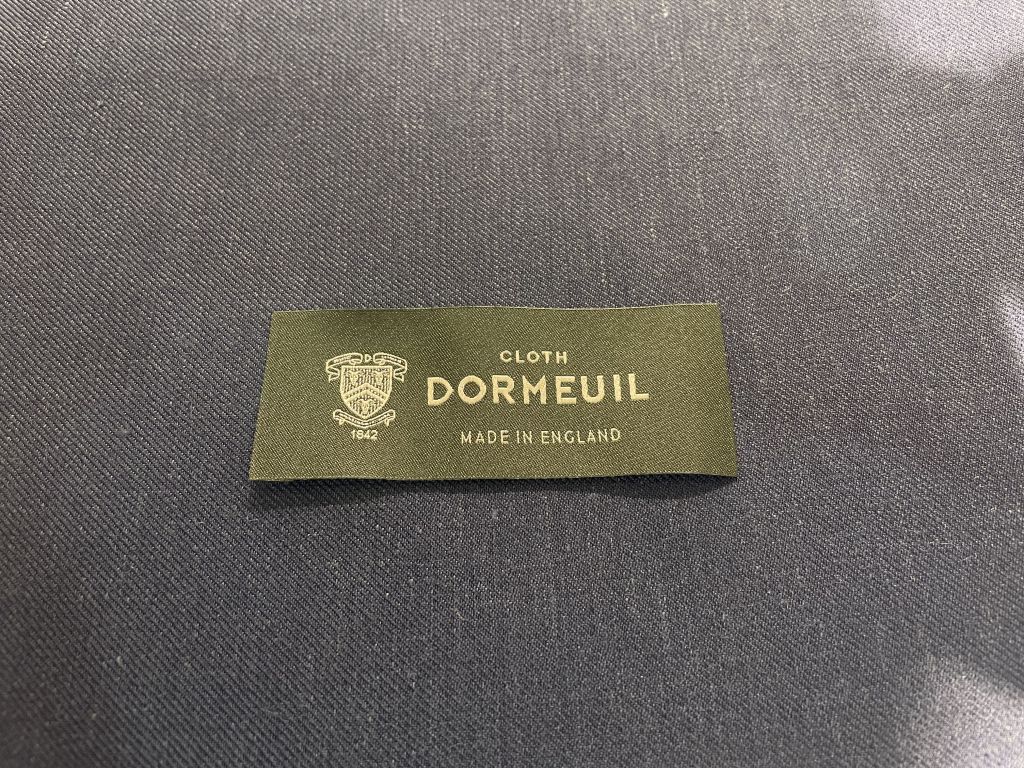 CLOTH
DORMEUIL
MADE IN ENGLAND
1842